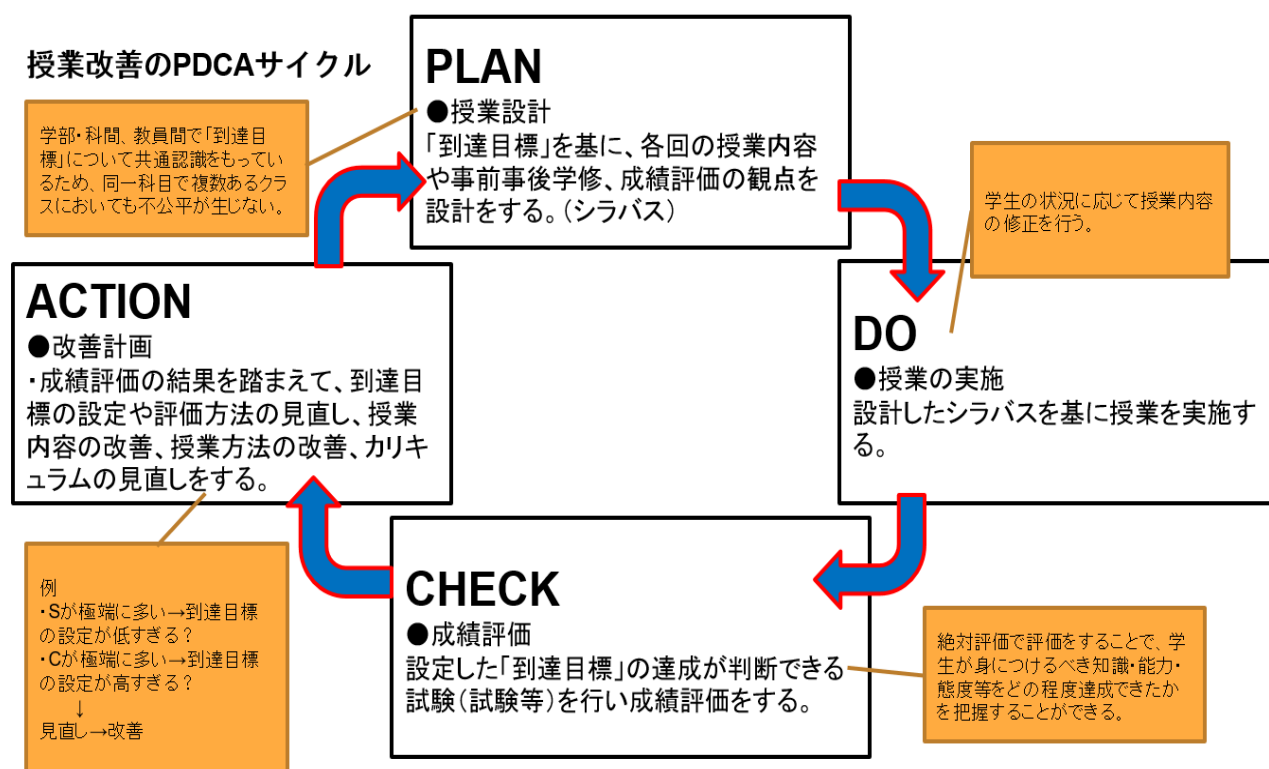 授業改善のPDCAサイクル
PLAN
●授業設計
「到達目標」を基に、各回の授業内容
や事前事後学修、成績評価の観点を
設計をする。(シラバス)
学部・科間、教員間で「到達目
標」について共通認識をもってい
るため、同一科目で複数あるクラ
スにおいても不公平が生じない。
学生の状況に応じて授業内容
の修正を行う。
DO
●授業の実施
設計したシラバスを基に授業を実施す
る。
CHECK
●成績評価
設定した「到達目標」の達成が判断できる
試験(試験等)を行い成績評価をする。
絶対評価で評価をすることで、学
生が身につけるべき知識・能力・
態度等をどの程度達成できたか
を把握することができる。
ACTION
●改善計画
・成績評価の結果を踏まえて、到達目
標の設定や評価方法の見直し、授業
内容の改善、授業方法の改善、カリキ
ュラムの見直しをする。
例
・Sが極端に多い→到達目標
の設定が低すぎる?
・Cが極端に多い→到達目標
の設定が高すぎる?
↓
見直し→改善